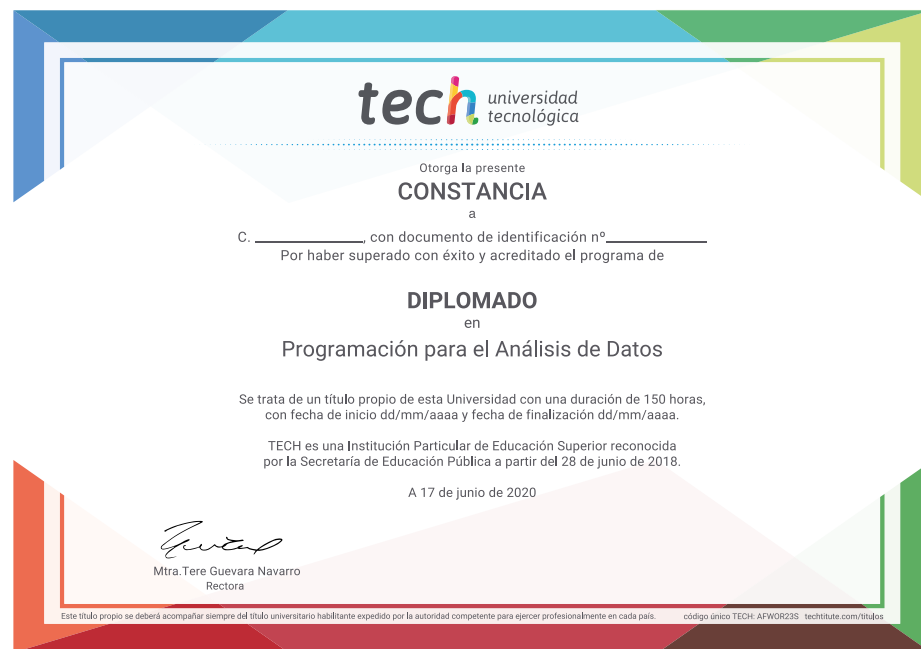 tech universidad
tecnológica
Otorga la presente
CONSTANCIA
a
C. ____________, con documento de identificación nº____________
Por haber superado con éxito y acreditado el programa de
DIPLOMADO
en
Programación para el Análisis de Datos
Se trata de un título propio de esta Universidad con una duración de 150 horas,
con fecha de inicio dd/mm/aaaa y fecha de finalización dd/mm/aaaa.
TECH es una Institución Particular de Educación Superior reconocida
por la Secretaría de Educación Pública a partir del 28 de junio de 2018.
A 17 de junio de 2020
Mtra.Tere Guevara Navarro
Rectora
Este título propio se deberá acompañar siempre del título universitario habilitante expedido por la autoridad competente para ejercer profesionalmente en cada país. código único TECH: AFWOR23S techtitute.com/titulos